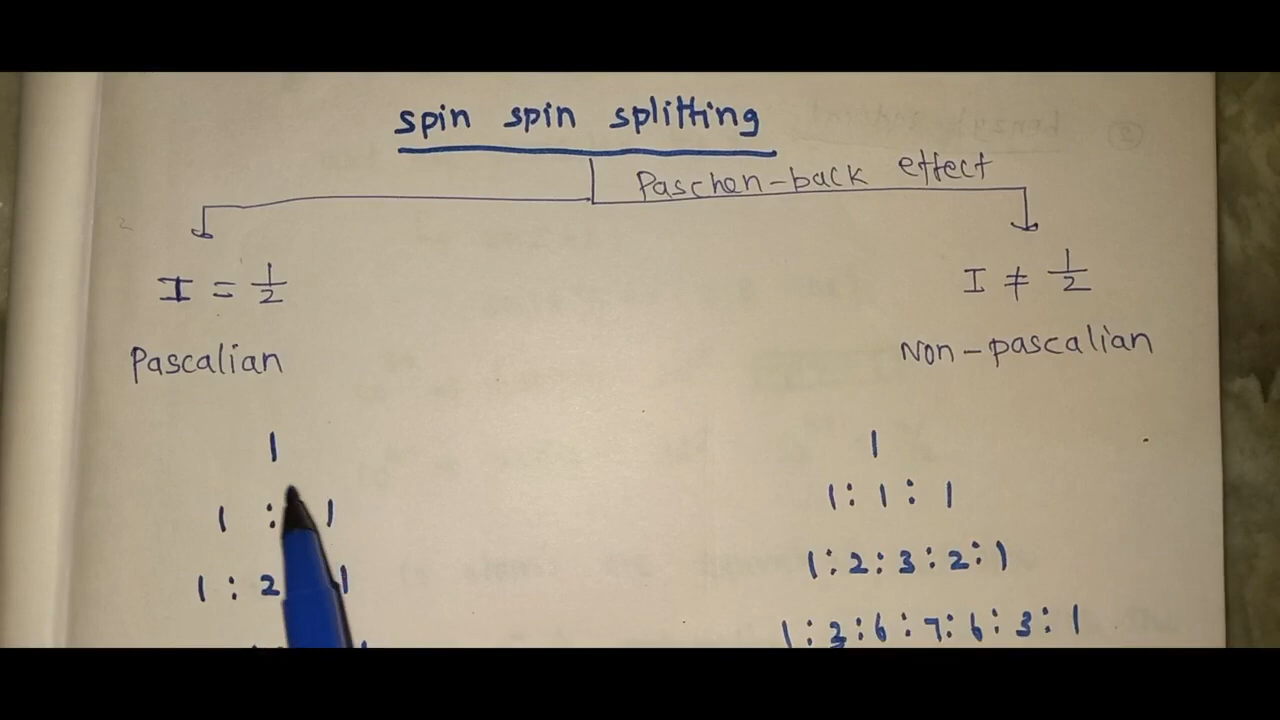 spin spin splitting
Paschen-back effect
I = 1/2
I ≠ 1/2
Pascalian
Non-pascalian
1
1 : 1
1 : 2 1
1
1 : 1 : 1
1 : 2 : 3 : 2 : 1
1 : 3 : 6 : 7 : 6 : 3 : 1